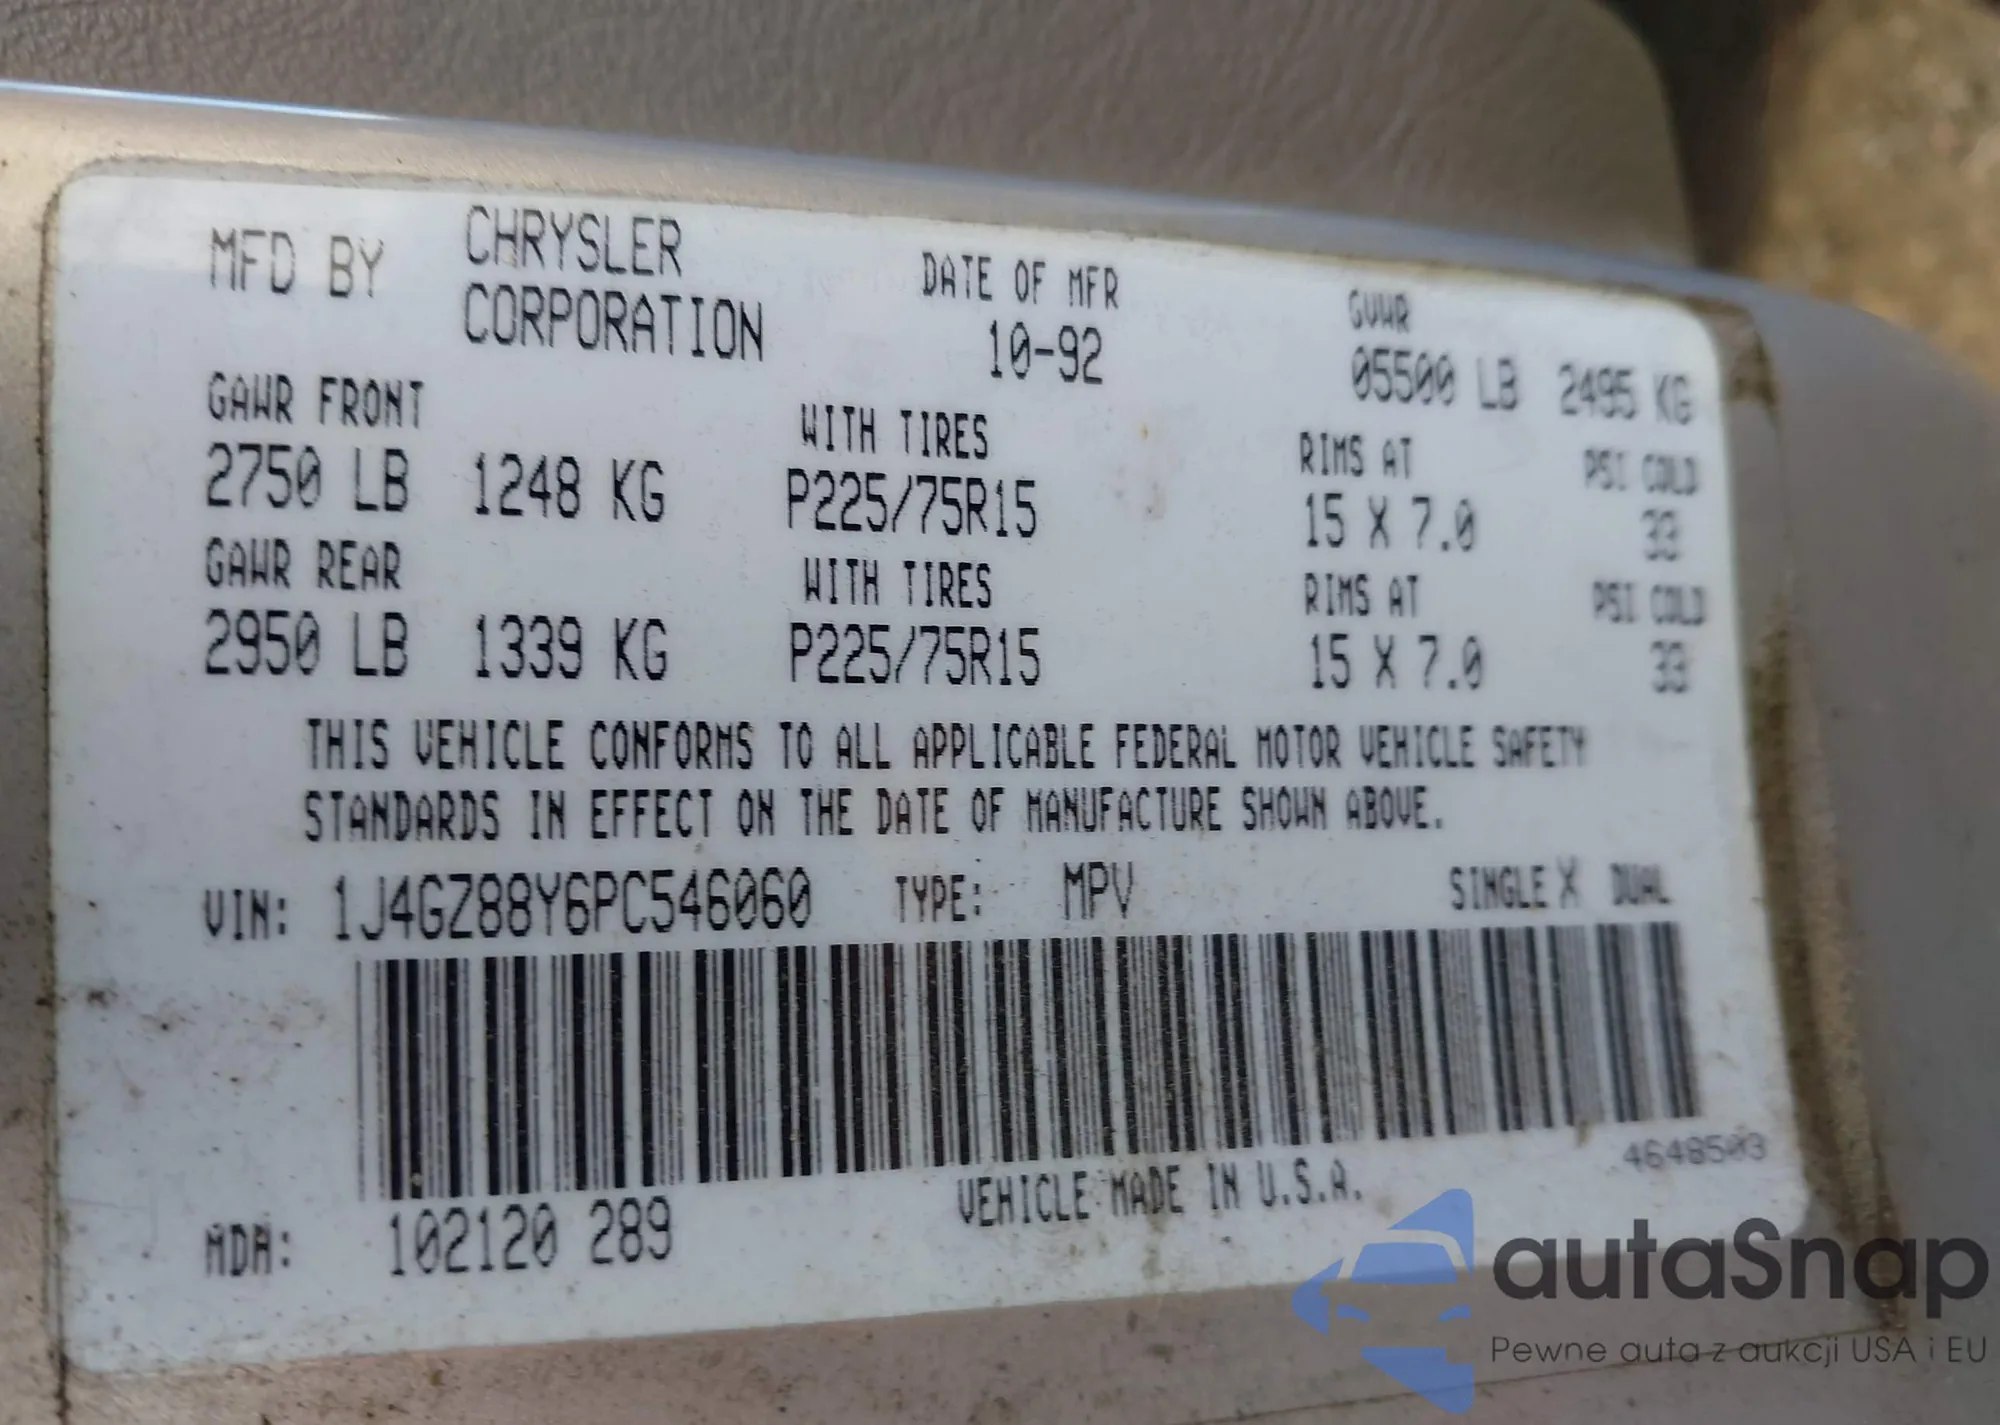 MFD BY CHRYSLER CORPORATION
DATE OF MFR 10-92
GVWR 05500 LB 2495 KG
GAWR FRONT WITH TIRES RIMS AT PSI COLD
2750 LB 1248 KG P225/75R15 15 X 7.0 33
GAWR REAR WITH TIRES RIMS AT PSI COLD
2950 LB 1339 KG P225/75R15 15 X 7.0 33
THIS VEHICLE CONFORMS TO ALL APPLICABLE FEDERAL MOTOR VEHICLE SAFETY
STANDARDS IN EFFECT ON THE DATE OF MANUFACTURE SHOWN ABOVE.
VIN: 1J4GZ88Y6PC546060 TYPE: MPV SINGLE X DUAL
4648503
MDH: 102120 289 VEHICLE MADE IN U.S.A.
autaSnap
Pewne auta z aukcji USA i EU